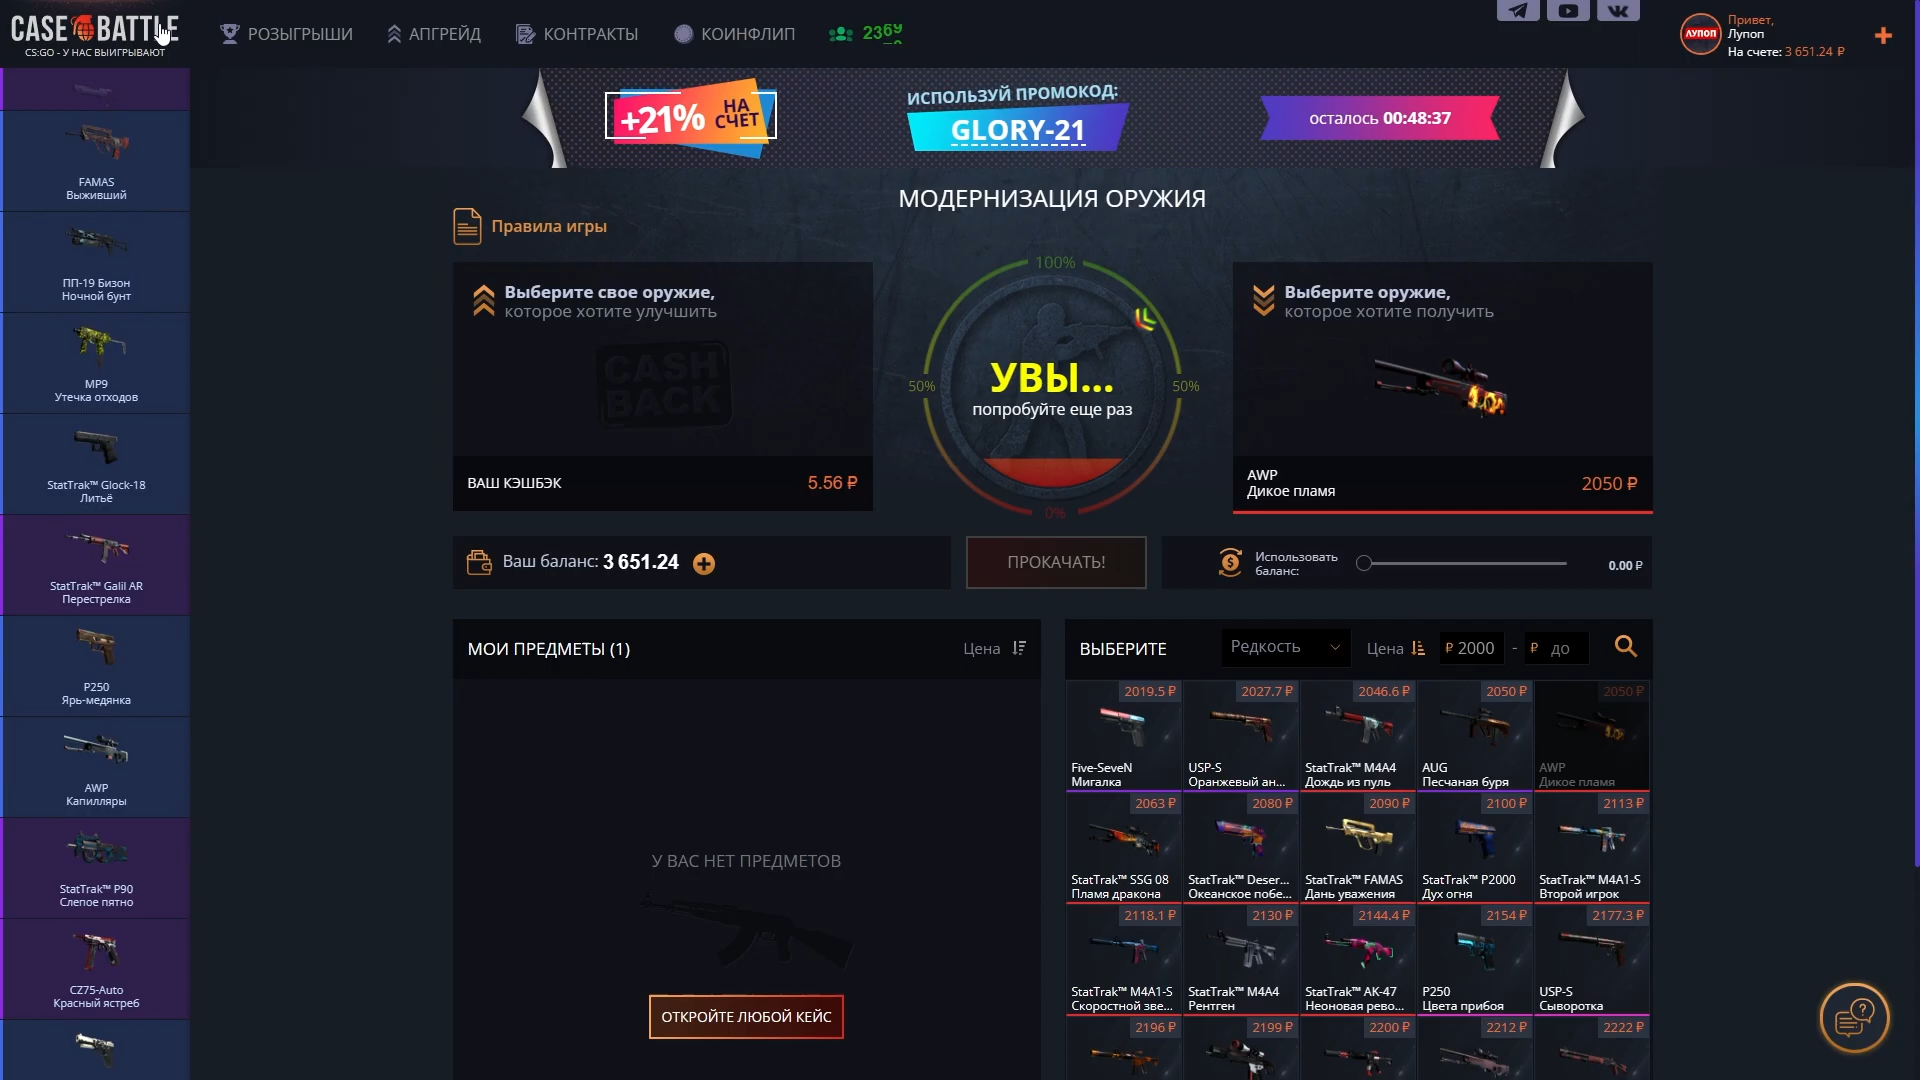 CASE BATTLE
CS:GO - У НАС ВЫИГРЫВАЮТ
РОЗЫГРЫШИ
АПГРЕЙД
КОНТРАКТЫ
КОИНФЛИП
Привет,
Лупоп
На счете: 3 651.24 ₽
ЛУПОП
+21% НА СЧЕТ
ИСПОЛЬЗУЙ ПРОМОКОД:
GLORY-21
осталось 00:48:37
МОДЕРНИЗАЦИЯ ОРУЖИЯ
Правила игры
FAMAS
Выживший
ПП-19 Бизон
Ночной бунт
MP9
Утечка отходов
StatTrak™ Glock-18
Литьё
StatTrak™ Galil AR
Перестрелка
P250
Ярь-медянка
AWP
Капилляры
StatTrak™ P90
Слепое пятно
CZ75-Auto
Красный ястреб
Выберите свое оружие,
которое хотите улучшить
CASH
BACK
ВАШ КЭШБЭК
5.56 ₽
100%
50%
50%
0%
УВЫ...
попробуйте еще раз
Выберите оружие,
которое хотите получить
AWP
Дикое пламя
2050 ₽
Ваш баланс: 3 651.24
ПРОКАЧАТЬ!
Использовать
баланс:
0.00 ₽
МОИ ПРЕДМЕТЫ (1)
Цена
У ВАС НЕТ ПРЕДМЕТОВ
ОТКРОЙТЕ ЛЮБОЙ КЕЙС
ВЫБЕРИТЕ
Редкость
Цена
₽ 2000 - ₽ до
2019.5 ₽
Five-SeveN
Мигалка
2027.7 ₽
USP-S
Оранжевый ан...
2046.6 ₽
StatTrak™ M4A4
Дождь из пуль
2050 ₽
AUG
Песчаная буря
2050 ₽
AWP
Дикое пламя
2063 ₽
StatTrak™ SSG 08
Пламя дракона
2080 ₽
StatTrak™ Deser...
Океанское побе...
2090 ₽
StatTrak™ FAMAS
Дань уважения
2100 ₽
StatTrak™ P2000
Дух огня
2113 ₽
StatTrak™ M4A1-S
Второй игрок
2118.1 ₽
StatTrak™ M4A1-S
Скоростной зве...
2130 ₽
StatTrak™ M4A4
Рентген
2144.4 ₽
StatTrak™ AK-47
Неоновая рево...
2154 ₽
P250
Цвета прибоя
2177.3 ₽
USP-S
Сыворотка
2196 ₽
2199 ₽
2200 ₽
2212 ₽
2222 ₽